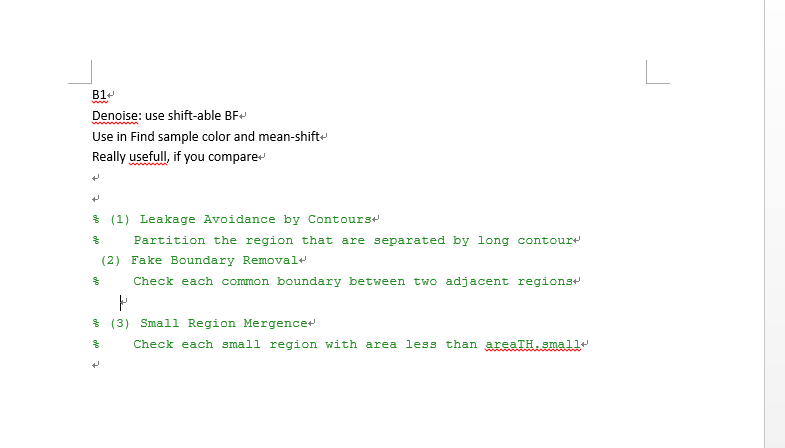 B1
Denoise: use shift-able BF
Use in Find sample color and mean-shift
Really usefull, if you compare
% (1) Leakage Avoidance by Contours
%    Partition the region that are separated by long contour
(2) Fake Boundary Removal
%    Check each common boundary between two adjacent regions
% (3) Small Region Mergence
%    Check each small region with area less than areaTH.small